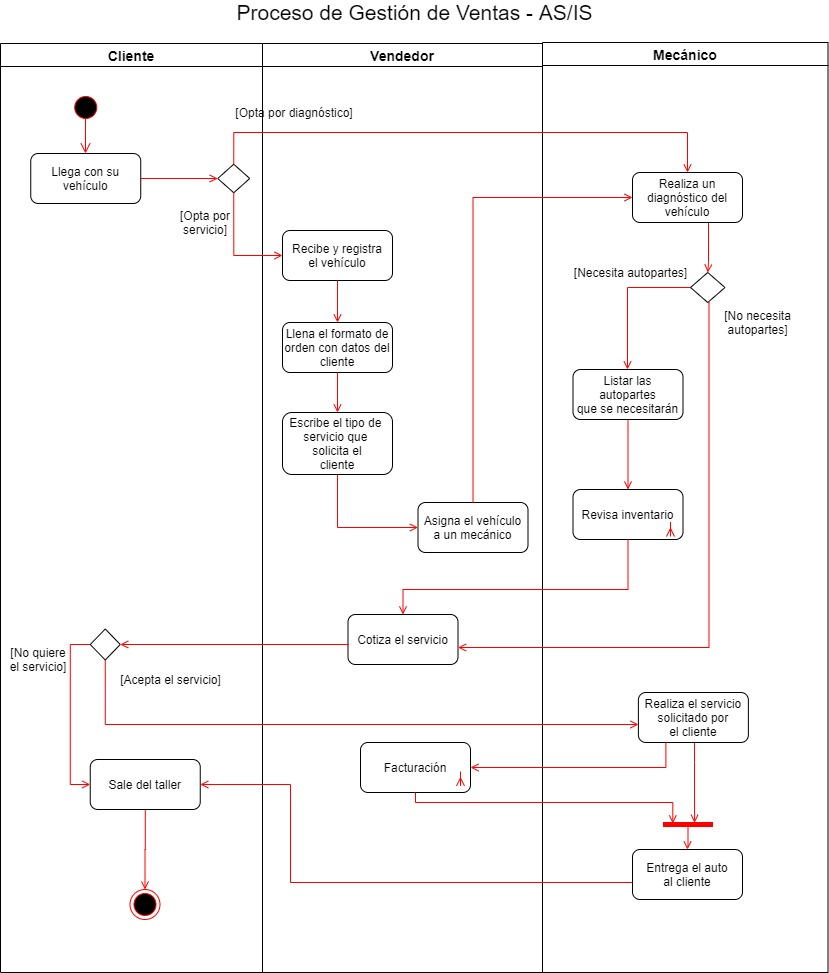 Proceso de Gestión de Ventas - AS/IS
Cliente
Vendedor
Mecánico
[Opta por diagnóstico]
Llega con su
vehículo
Realiza un
diagnóstico del
vehículo
[Opta por
servicio]
Recibe y registra
el vehículo
[Necesita autopartes]
[No necesita
autopartes]
Llena el formato de
orden con datos del
cliente
Listar las
autopartes
que se necesitarán
Escribe el tipo de
servicio que
solicita el
cliente
Asigna el vehículo
a un mecánico
Revisa inventario
Cotiza el servicio
[No quiere
el servicio]
[Acepta el servicio]
Realiza el servicio
solicitado por
el cliente
Facturación
Sale del taller
Entrega el auto
al cliente